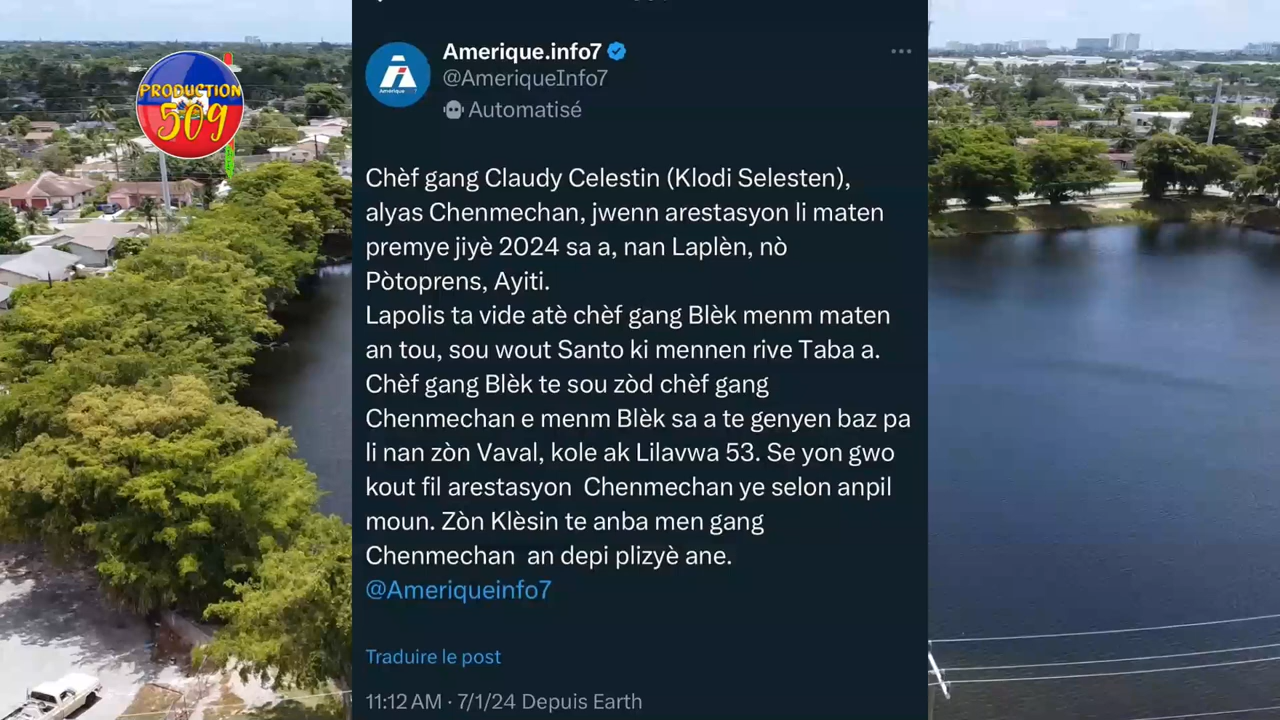 PRODUCTION
509
Amerique.info7
@AmeriqueInfo7
Automatisé
Chèf gang Claudy Celestin (Klodi Selesten),
alyas Chenmechan, jwenn arestasyon li maten
premye jiyè 2024 sa a, nan Laplèn, nò
Pòtoprens, Ayiti.
Lapolis ta vide atè chèf gang Blèk menm maten
an tou, sou wout Santo ki mennen rive Taba a.
Chèf gang Blèk te sou zòd chèf gang
Chenmechan e menm Blèk sa a te genyen baz pa
li nan zòn Vaval, kole ak Lilavwa 53. Se yon gwo
kout fil arestasyon  Chenmechan ye selon anpil
moun. Zòn Klèsin te anba men gang
Chenmechan  an depi plizyè ane.
@Ameriqueinfo7
Traduire le post
11:12 AM · 7/1/24 Depuis Earth